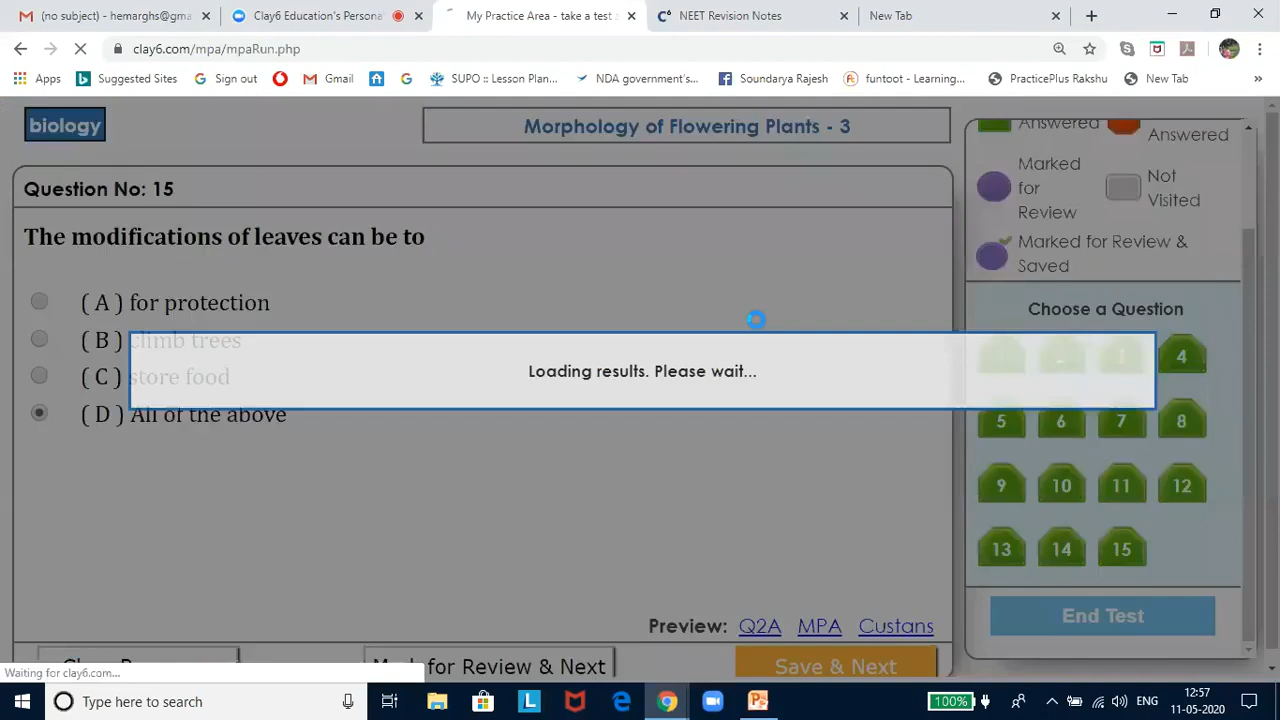 (no subject) - hemarghs@gma
Clay6 Education's Persona
My Practice Area - take a test a
NEET Revision Notes
New Tab
clay6.com/mpa/mpaRun.php
Apps
Suggested Sites
Sign out
Gmail
SUPO :: Lesson Plan...
NDA government's...
Soundarya Rajesh
funtoot - Learning...
PracticePlus Rakshu
New Tab
biology
Morphology of Flowering Plants - 3
Question No: 15
The modifications of leaves can be to
( A ) for protection
( B ) climb trees
( C ) store food
( D ) All of the above
Loading results. Please wait...
Answered
Answered
Marked for Review
Not Visited
Marked for Review & Saved
Choose a Question
4
5 6 7 8
9 10 11 12
13 14 15
End Test
Preview: Q2A MPA Custans
Mark for Review & Next
Save & Next
Waiting for clay6.com...
Type here to search
100%
ENG
12:57
11-05-2020